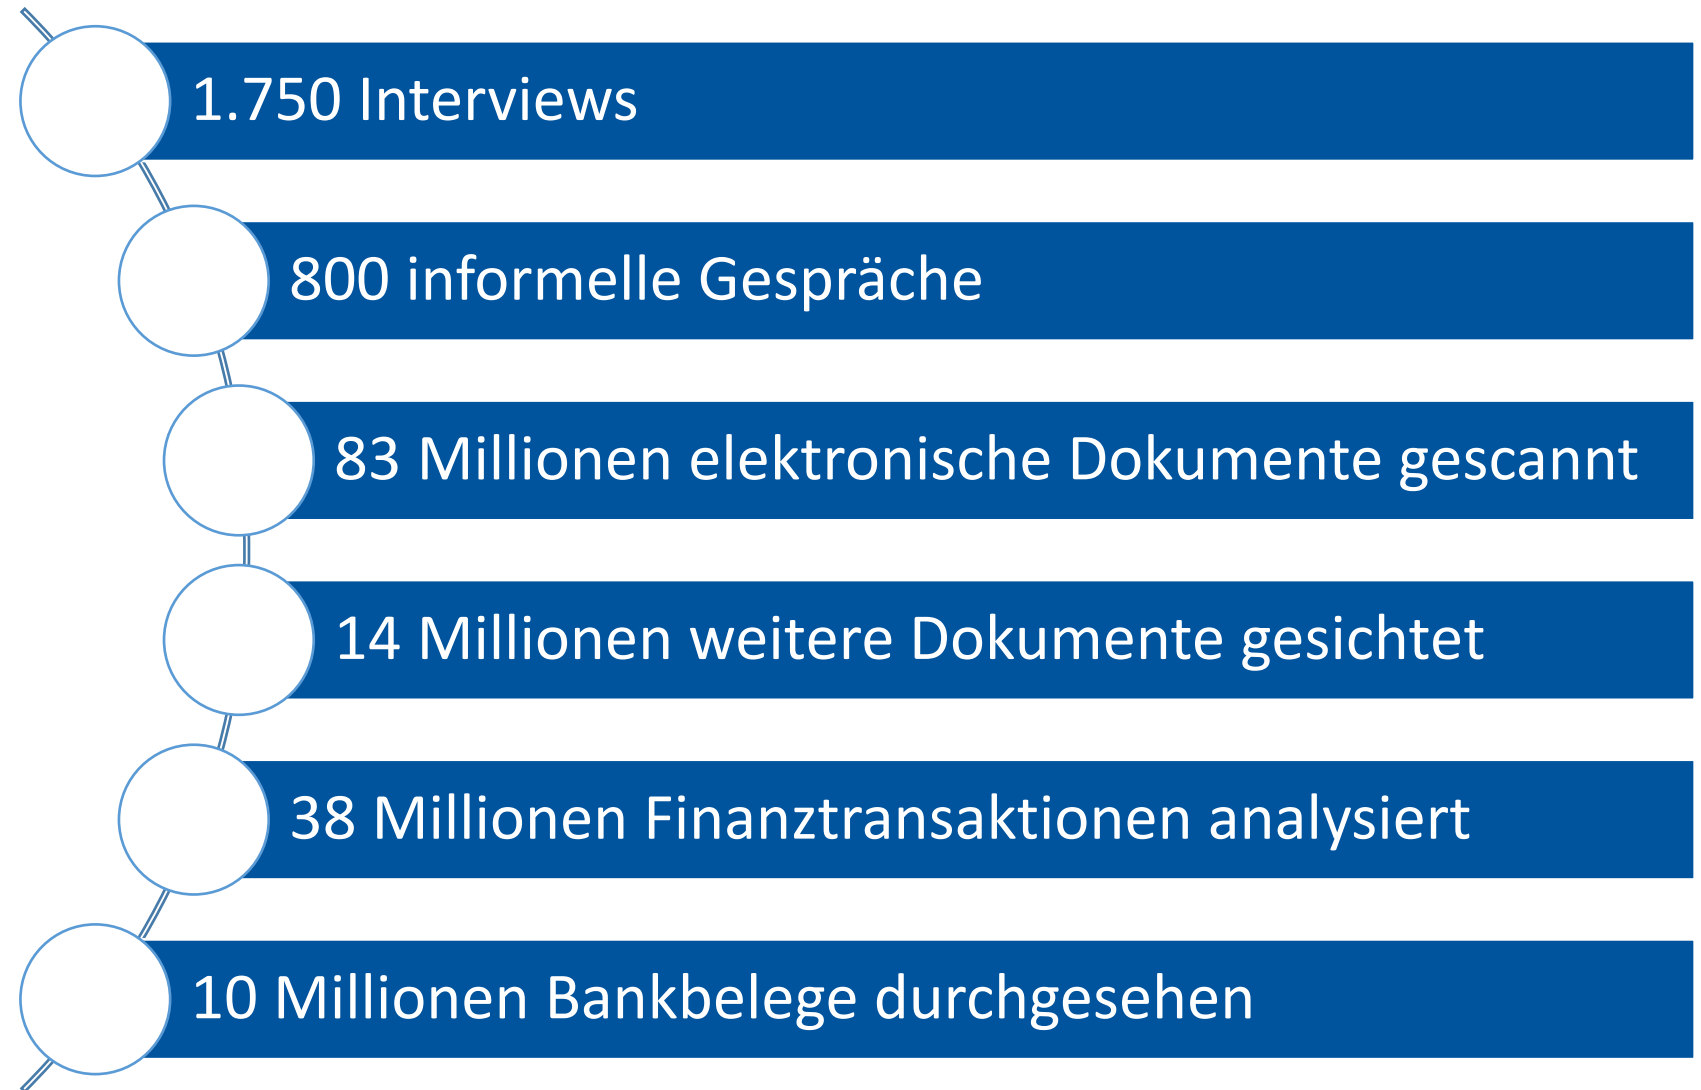 1.750 Interviews
800 informelle Gespräche
83 Millionen elektronische Dokumente gescannt
14 Millionen weitere Dokumente gesichtet
38 Millionen Finanztransaktionen analysiert
10 Millionen Bankbelege durchgesehen